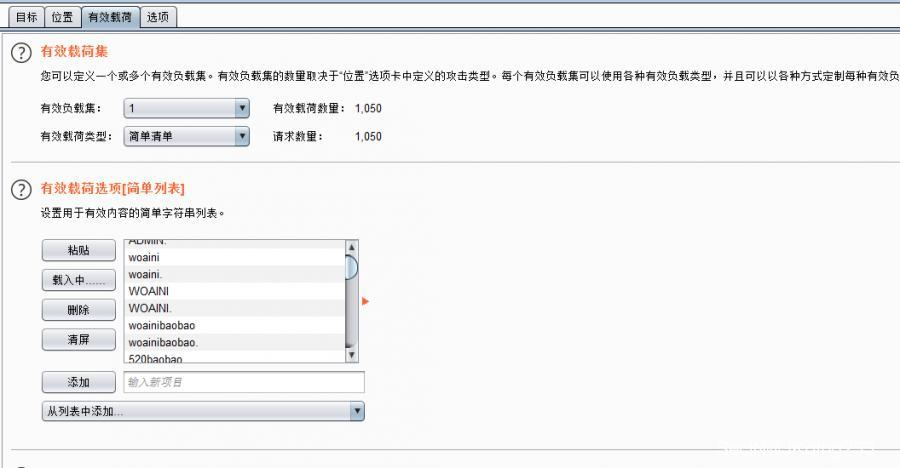 目标 位置 有效载荷 选项
有效载荷集
您可以定义一个或多个有效负载集。有效负载集的数量取决于“位置”选项卡中定义的攻击类型。每个有效负载集可以使用各种有效负载类型，并且可以以各种方式定制每种有效负
有效负载集： 1 有效载荷数量： 1,050
有效载荷类型： 简单清单 请求数量： 1,050
有效载荷选项[简单列表]
设置用于有效内容的简单字符串列表。
粘贴
载入中……
删除
清屏
ADMIN.
woaini
woaini.
WOAINI
WOAINI.
woainibaobao
woainibaobao.
520baobao
添加 输入新项目
从列表中添加...